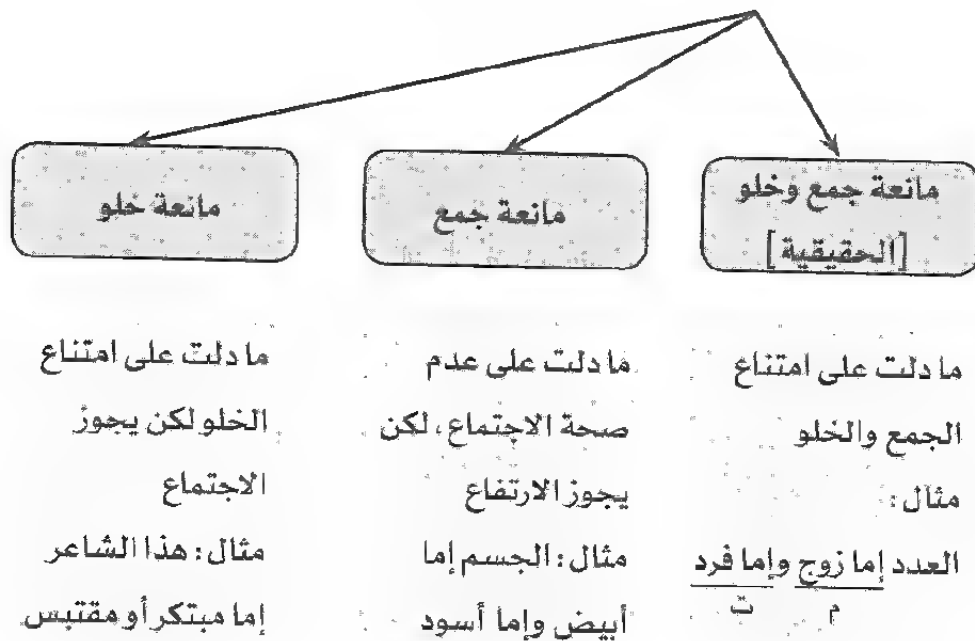 مانعة جمع وخلو
[الحقيقية]
مانعة جمع
مانعة خلو
ما دلت على امتناع
الجمع والخلو
مثال:
العدد إما زوج وإما فرد
م ت
ما دلت على عدم
صحة الاجتماع، لكن
يجوز الارتفاع
مثال: الجسم إما
أبيض وإما أسود
ما دلت على امتناع
الخلو لكن يجوز
الاجتماع
مثال: هذا الشاعر
إما مبتكر أو مقتبس